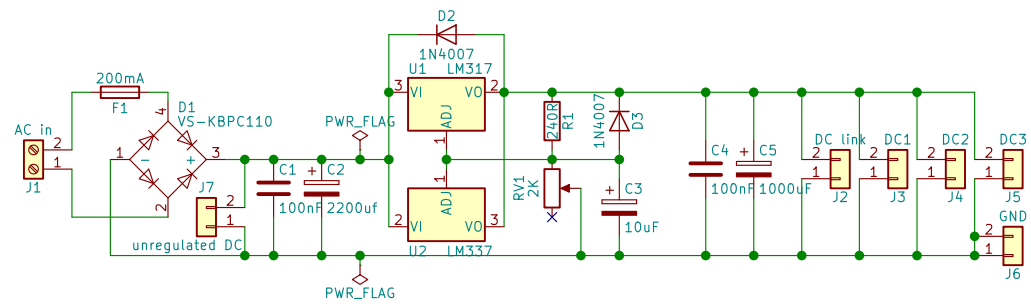 D2
1N4007
U1
LM317
3
VI
VO
2
ADJ
1
200mA
F1
D1
VS-KBPC110
4
1
-
+
3
2
AC in
2
1
J1
J7
2
1
unregulated DC
PWR_FLAG
C1
100nF
C2
+
2200uf
1
ADJ
2
VI
VO
3
U2
LM337
PWR_FLAG
240R
R1
1N4007
D3
RV1
2K
+
C3
10uF
C4
100nF
+
C5
1000uF
DC link
2
1
J2
DC1
2
1
J3
DC2
2
1
J4
DC3
2
1
J5
GND
2
1
J6